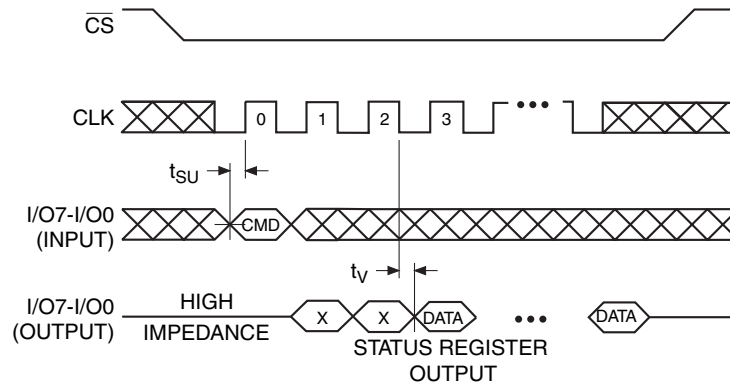 CS
CLK 0 1 2 3 •••
tSU
I/O7-I/O0
(INPUT) CMD
tV
I/O7-I/O0
(OUTPUT)
HIGH
IMPEDANCE
X X DATA ••• DATA
STATUS REGISTER
OUTPUT